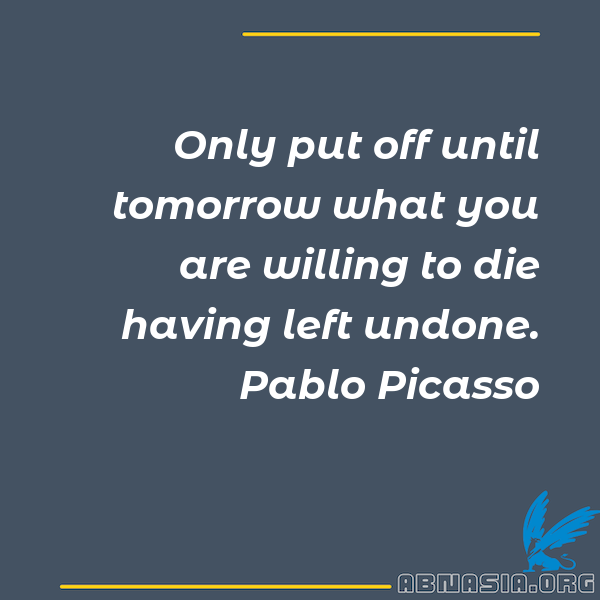 Only put off until
tomorrow what you
are willing to die
having left undone.
Pablo Picasso
ABNASIA.ORG